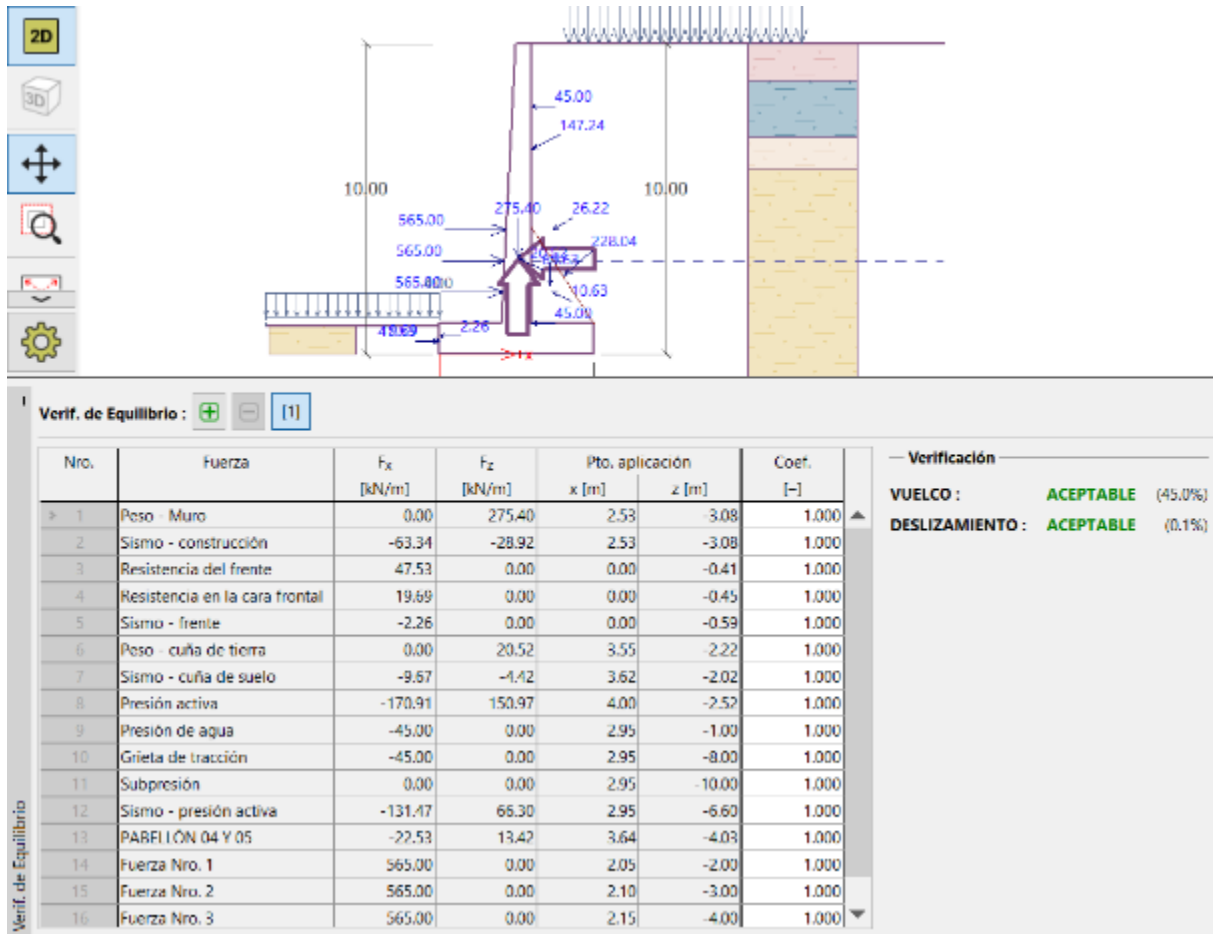 2D
3D
45.00
147.24
10.00
10.00
275.40
26.22
565.00
228.04
565.00
565.00
10.63
45.00
2.26
x
Verif. de Equilibrio : [1]
Nro. Fuerza Fx Fz Pto. aplicación Coef.
[kN/m] [kN/m] x [m] z [m] [–]
1 Peso - Muro 0.00 275.40 2.53 -3.08 1.000
2 Sismo - construcción -63.34 -28.92 2.53 -3.08 1.000
3 Resistencia del frente 47.53 0.00 0.00 -0.41 1.000
4 Resistencia en la cara frontal 19.69 0.00 0.00 -0.45 1.000
5 Sismo - frente -2.26 0.00 0.00 -0.59 1.000
6 Peso - cuña de tierra 0.00 20.52 3.55 -2.22 1.000
7 Sismo - cuña de suelo -9.67 -4.42 3.62 -2.02 1.000
8 Presión activa -170.91 150.97 4.00 -2.52 1.000
9 Presión de agua -45.00 0.00 2.95 -1.00 1.000
10 Grieta de tracción -45.00 0.00 2.95 -8.00 1.000
11 Subpresión 0.00 0.00 2.95 -10.00 1.000
12 Sismo - presión activa -131.47 66.30 2.95 -6.60 1.000
13 PABELLÓN 04 Y 05 -22.53 13.42 3.64 -4.03 1.000
14 Fuerza Nro. 1 565.00 0.00 2.05 -2.00 1.000
15 Fuerza Nro. 2 565.00 0.00 2.10 -3.00 1.000
16 Fuerza Nro. 3 565.00 0.00 2.15 -4.00 1.000
Verificación
VUELCO : ACEPTABLE (45.0%)
DESLIZAMIENTO : ACEPTABLE (0.1%)
Verif. de Equilibrio